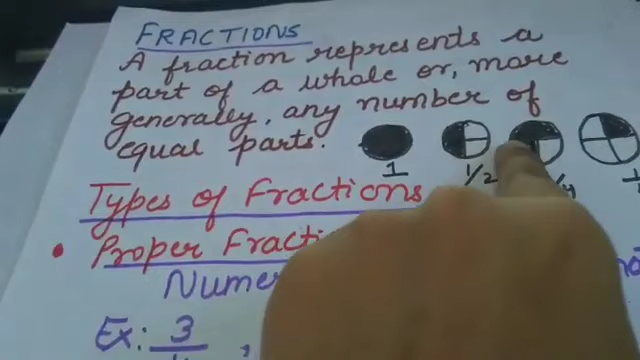 FRACTIONS
A fraction represents a
part of a whole or, more
generally, any number of
equal parts.
1
1/2
/4
Types of Fractions
• Proper Fracti
Numer
Ex: 3
,